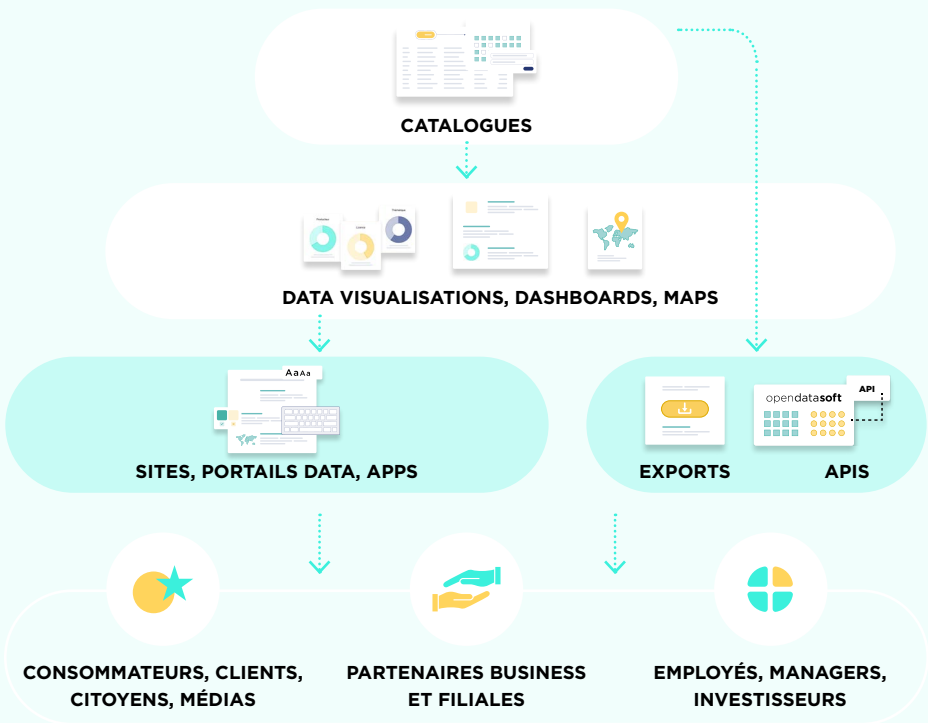 CATALOGUES
DATA VISUALISATIONS, DASHBOARDS, MAPS
AaAa
API
opendatasoft
SITES, PORTAILS DATA, APPS
EXPORTS
APIS
CONSOMMATEURS, CLIENTS,
CITOYENS, MÉDIAS
PARTENAIRES BUSINESS
ET FILIALES
EMPLOYÉS, MANAGERS,
INVESTISSEURS